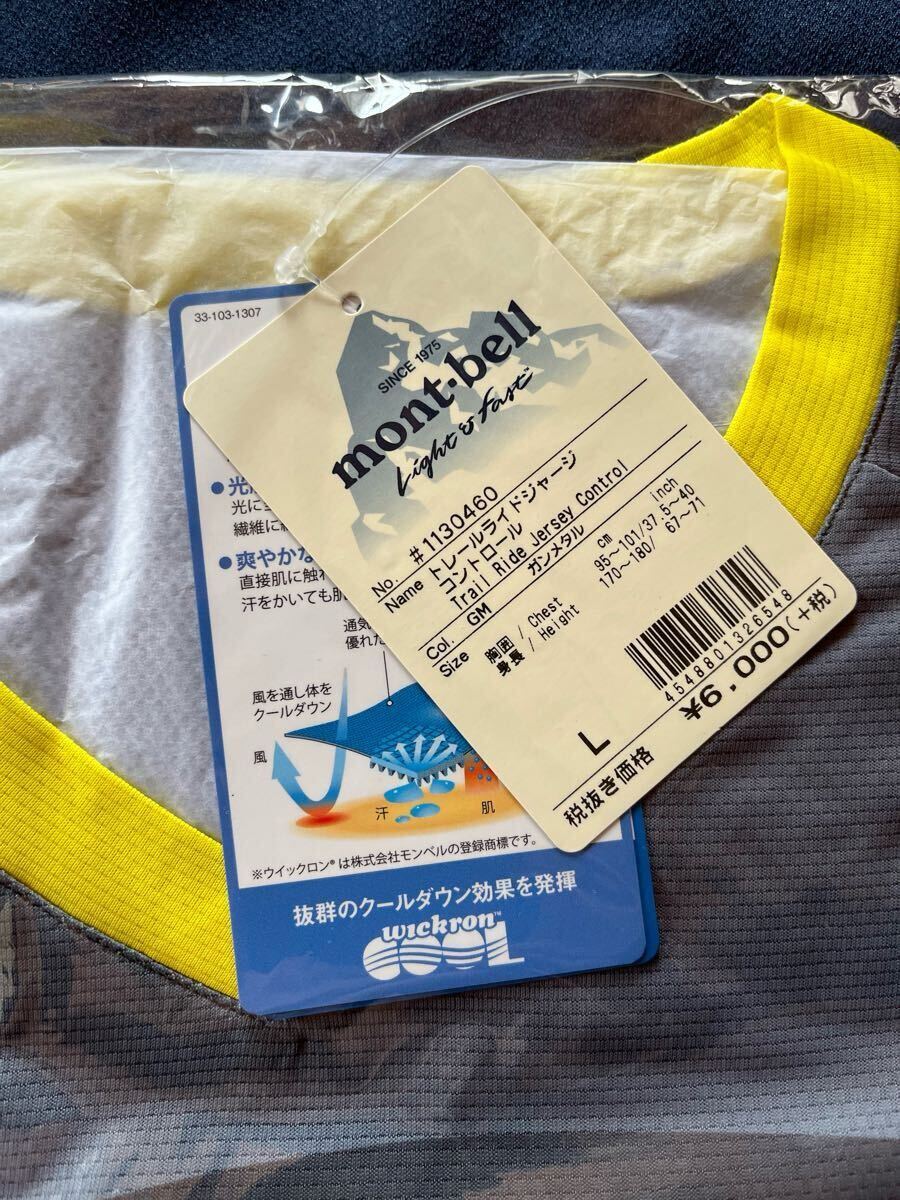 SINCE 1975
mont-bell
Light & Fast
No. #1130460
Name トレールライドジャージ
コントロール
Trail Ride Jersey Control
Col. GM ガンメタル
Size cm inch
胸囲/Chest 95～101/37.5～40
身長/Height 170～180/ 67～71
L
4548801326548
税抜き価格 ¥9,000(+税)
33-103-1307
繊維に
爽やかな
直接肌に触れ
汗をかいても肌
通気
優れた
風を通し体を
クールダウン
風
汗
肌
※ウイックロン®は株式会社モンベルの登録商標です。
抜群のクールダウン効果を発揮
wickron™
COOL